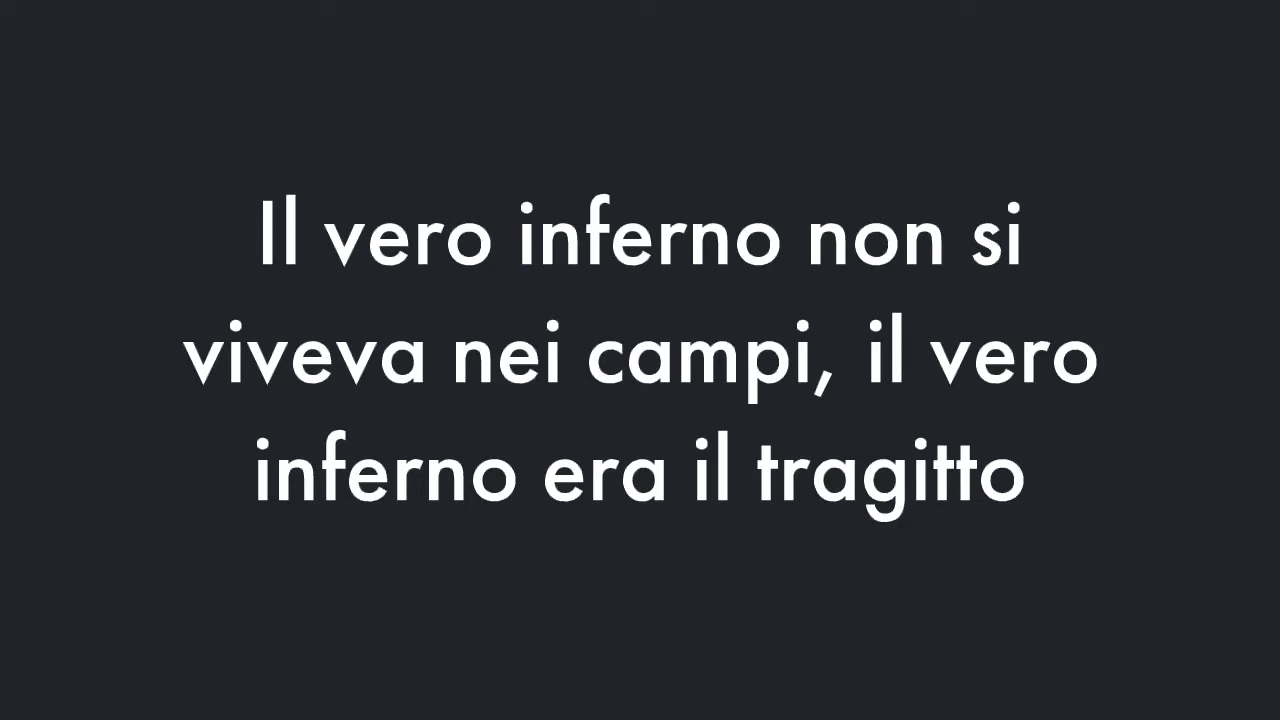 Il vero inferno non si
viveva nei campi, il vero
inferno era il tragitto